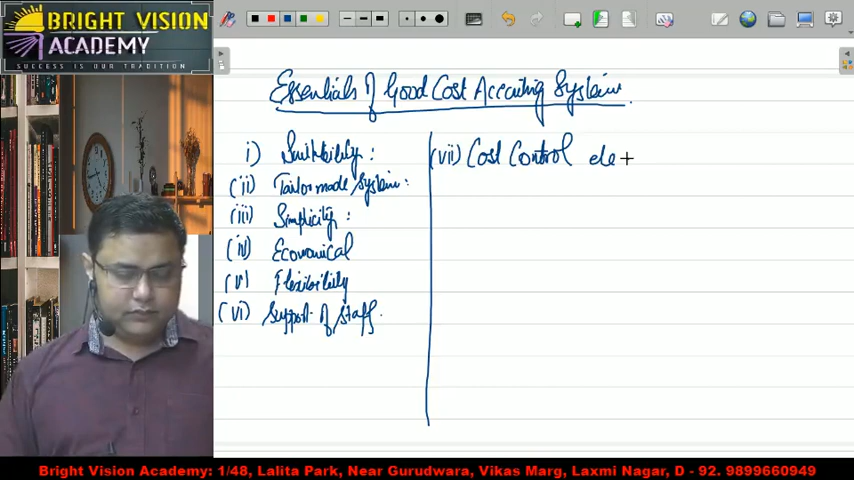 BRIGHT VISION
ACADEMY
SUCCESS IS OUR TRADITION
Essentials of Good Cost Accounting System.
i) Suitability:
(ii) Tailormade System:
(iii) Simplicity:
(iv) Economical
(v) Flexibility
(vi) Support of staff.
(vii) Cost Control ele
Bright Vision Academy: 1/48, Lalita Park, Near Gurudwara, Vikas Marg, Laxmi Nagar, D - 92. 9899660949